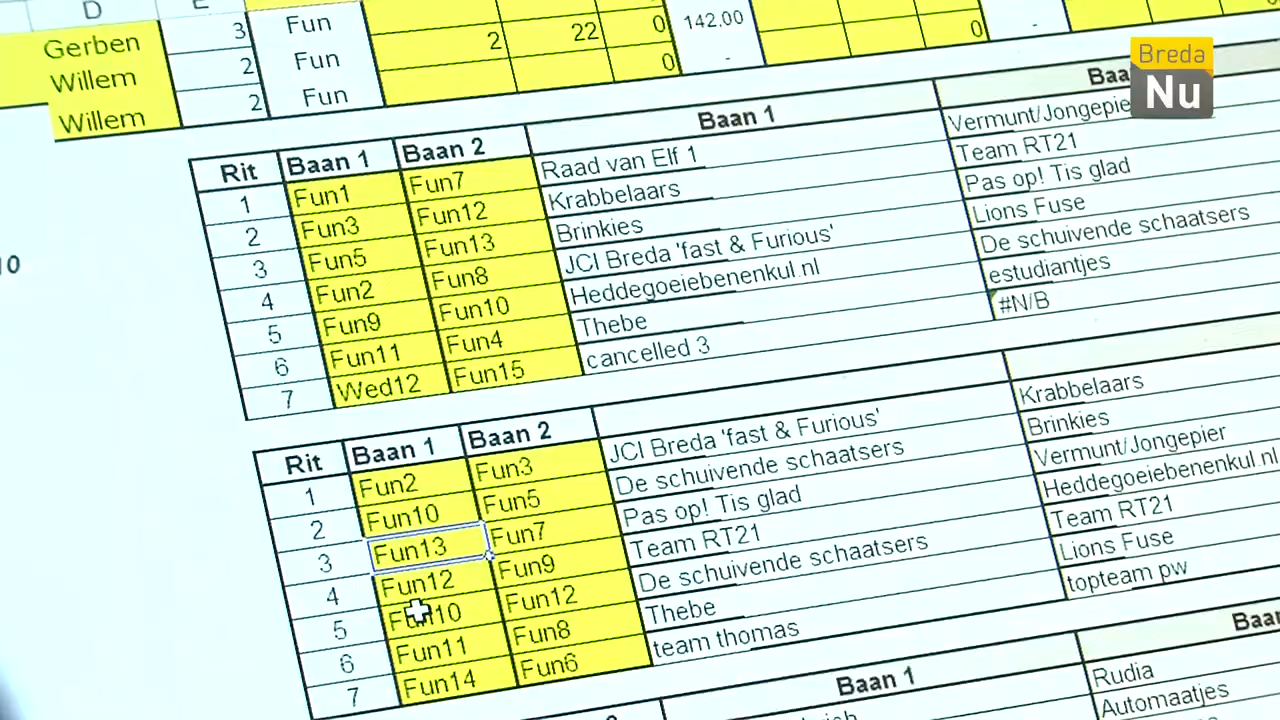 D E
Gerben 3 Fun 2 22 0 142.00 0 -
Willem 2 Fun 0 -
Willem 2 Fun
Breda
Nu
Rit Baan 1 Baan 2 Baan 1 Baa
1 Fun1 Fun7 Raad van Elf 1 Vermunt/Jongepie
2 Fun3 Fun12 Krabbelaars Team RT21
3 Fun5 Fun13 Brinkies Pas op! Tis glad
4 Fun2 Fun8 JCI Breda 'fast & Furious' Lions Fuse
5 Fun9 Fun10 Heddegoeiebenenkul.nl De schuivende schaatsers
6 Fun11 Fun4 Thebe estudiantjes
7 Wed12 Fun15 cancelled 3 #N/B
10
Rit Baan 1 Baan 2
1 Fun2 Fun3 JCI Breda 'fast & Furious' Krabbelaars
2 Fun10 Fun5 De schuivende schaatsers Brinkies
3 Fun13 Fun7 Pas op! Tis glad Vermunt/Jongepier
4 Fun12 Fun9 Team RT21 Heddegoeiebenenkul.nl
5 Fun10 Fun12 De schuivende schaatsers Team RT21
6 Fun11 Fun8 Thebe Lions Fuse
7 Fun14 Fun6 team thomas topteam pw
Baan 1 Baan
Rudia
Automaatjes